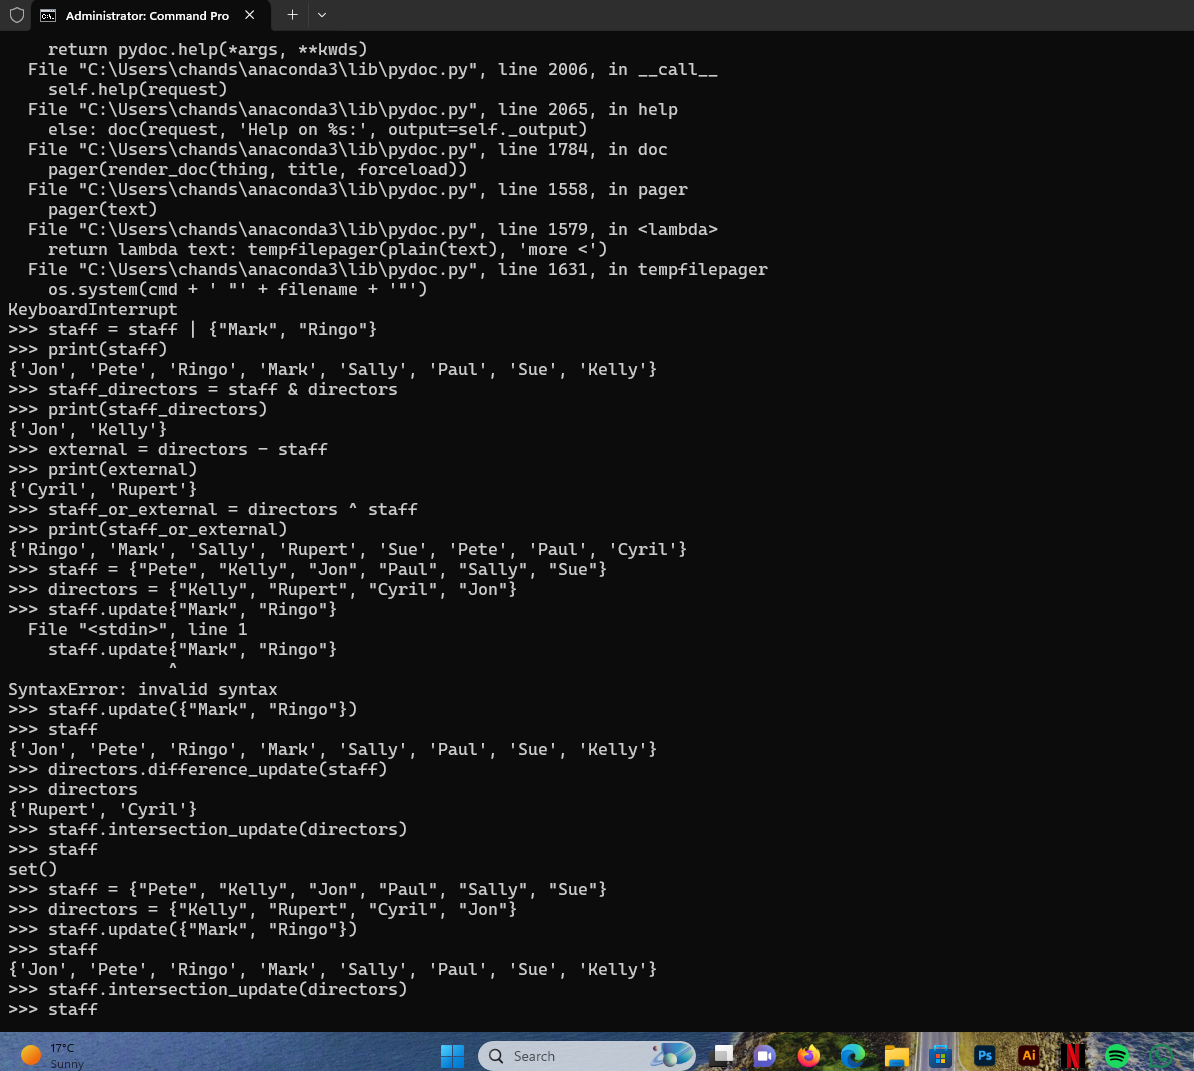 Administrator: Command Pro
    return pydoc.help(*args, **kwds)
  File "C:\Users\chands\anaconda3\lib\pydoc.py", line 2006, in __call__
    self.help(request)
  File "C:\Users\chands\anaconda3\lib\pydoc.py", line 2065, in help
    else: doc(request, 'Help on %s:', output=self._output)
  File "C:\Users\chands\anaconda3\lib\pydoc.py", line 1784, in doc
    pager(render_doc(thing, title, forceload))
  File "C:\Users\chands\anaconda3\lib\pydoc.py", line 1558, in pager
    pager(text)
  File "C:\Users\chands\anaconda3\lib\pydoc.py", line 1579, in <lambda>
    return lambda text: tempfilepager(plain(text), 'more <')
  File "C:\Users\chands\anaconda3\lib\pydoc.py", line 1631, in tempfilepager
    os.system(cmd + ' "' + filename + '"')
KeyboardInterrupt
>>> staff = staff | {"Mark", "Ringo"}
>>> print(staff)
{'Jon', 'Pete', 'Ringo', 'Mark', 'Sally', 'Paul', 'Sue', 'Kelly'}
>>> staff_directors = staff & directors
>>> print(staff_directors)
{'Jon', 'Kelly'}
>>> external = directors - staff
>>> print(external)
{'Cyril', 'Rupert'}
>>> staff_or_external = directors ^ staff
>>> print(staff_or_external)
{'Ringo', 'Mark', 'Sally', 'Rupert', 'Sue', 'Pete', 'Paul', 'Cyril'}
>>> staff = {"Pete", "Kelly", "Jon", "Paul", "Sally", "Sue"}
>>> directors = {"Kelly", "Rupert", "Cyril", "Jon"}
>>> staff.update{"Mark", "Ringo"}
  File "<stdin>", line 1
    staff.update{"Mark", "Ringo"}
                ^
SyntaxError: invalid syntax
>>> staff.update({"Mark", "Ringo"})
>>> staff
{'Jon', 'Pete', 'Ringo', 'Mark', 'Sally', 'Paul', 'Sue', 'Kelly'}
>>> directors.difference_update(staff)
>>> directors
{'Rupert', 'Cyril'}
>>> staff.intersection_update(directors)
>>> staff
set()
>>> staff = {"Pete", "Kelly", "Jon", "Paul", "Sally", "Sue"}
>>> directors = {"Kelly", "Rupert", "Cyril", "Jon"}
>>> staff.update({"Mark", "Ringo"})
>>> staff
{'Jon', 'Pete', 'Ringo', 'Mark', 'Sally', 'Paul', 'Sue', 'Kelly'}
>>> staff.intersection_update(directors)
>>> staff
17°C
Sunny
Search
Ps
Ai
N